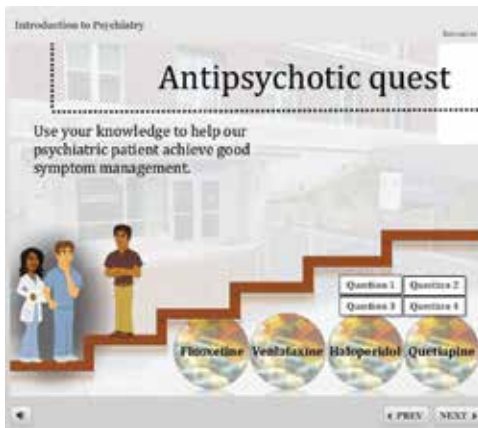 Introduction to Psychiatry
Resources
Antipsychotic quest
Use your knowledge to help our
psychiatric patient achieve good
symptom management.
Question 1 Question 2
Question 3 Question 4
Fluoxetine Venlafaxine Haloperidol Quetiapine
PREV NEXT